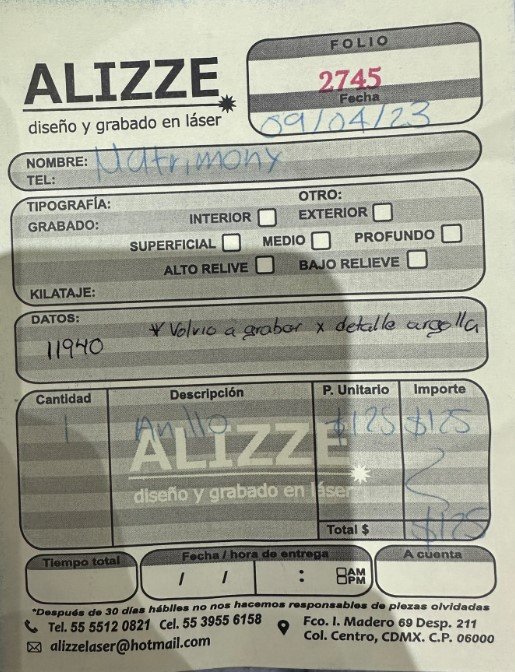 FOLIO
ALIZZE
2745
diseño y grabado en láser
Fecha
09/04/23
NOMBRE: Matrimony
TEL:
TIPOGRAFÍA: OTRO:
GRABADO: INTERIOR EXTERIOR
SUPERFICIAL MEDIO PROFUNDO
ALTO RELIVE BAJO RELIEVE
KILATAJE:
DATOS: * Volvio a grabar x detalle argolla
11940
Cantidad Descripción P. Unitario Importe
1 Anillo $125 $125
ALIZZE
diseño y grabado en láser
Total $ $125
Tiempo total Fecha / hora de entrega A cuenta
/ / : AM
PM
*Después de 30 días hábiles no nos hacemos responsables de piezas olvidadas
Tel. 55 5512 0821 Cel. 55 3955 6158 Fco. I. Madero 69 Desp. 211
alizzelaser@hotmail.com Col. Centro, CDMX. C.P. 06000